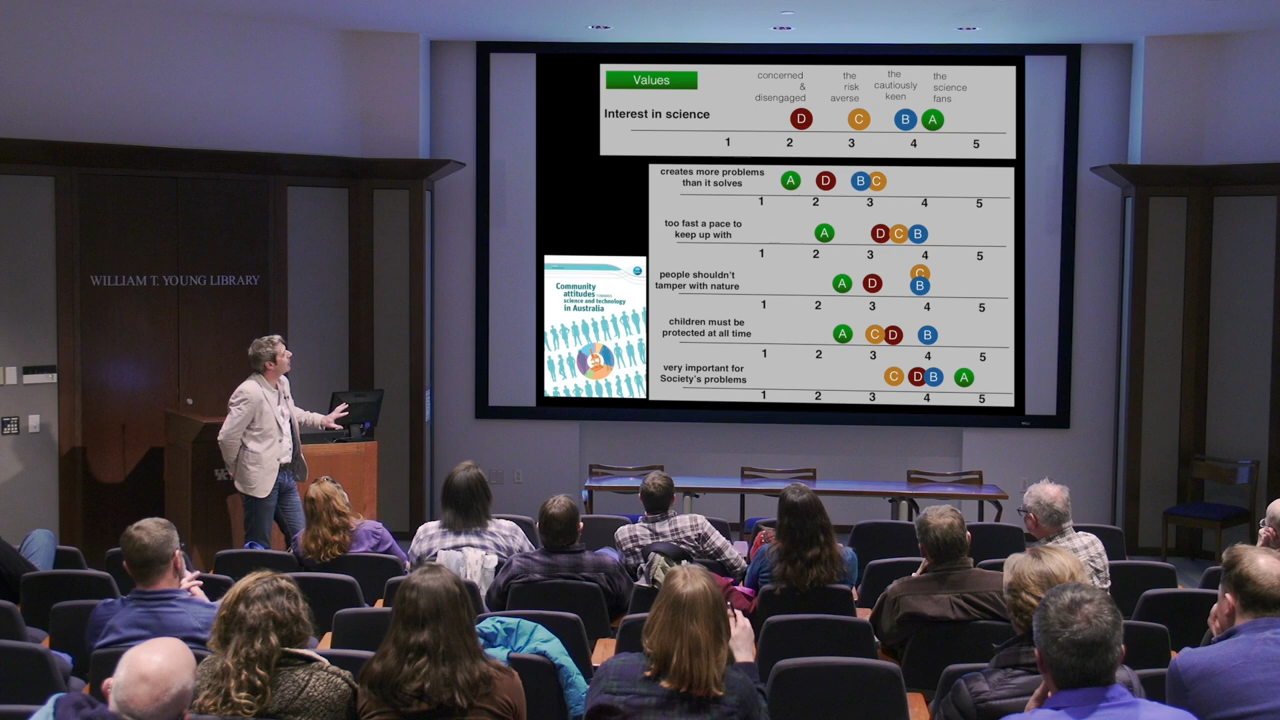 Values
concerned
&
disengaged
the
risk
averse
the
cautiously
keen
the
science
fans
Interest in science
D C B A
1 2 3 4 5
creates more problems
than it solves
A D B C
1 2 3 4 5
too fast a pace to
keep up with
A D C B
1 2 3 4 5
people shouldn't
tamper with nature
A D C B
1 2 3 4 5
children must be
protected at all time
A C D B
1 2 3 4 5
very important for
Society's problems
C D B A
1 2 3 4 5
Community
attitudes TOWARDS
science and technology
in Australia
WILLIAM T. YOUNG LIBRARY